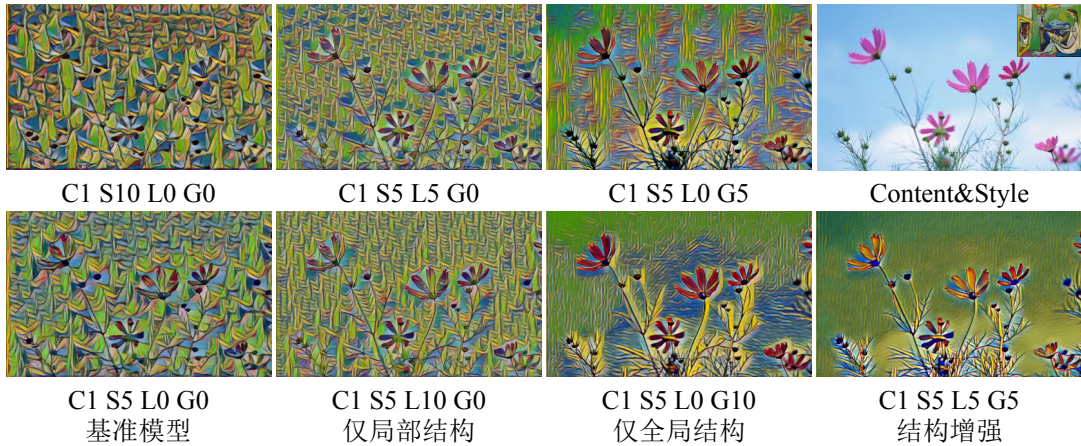 C1 S10 L0 G0
C1 S5 L5 G0
C1 S5 L0 G5
Content&Style
C1 S5 L0 G0
C1 S5 L10 G0
C1 S5 L0 G10
C1 S5 L5 G5
基准模型
仅局部结构
仅全局结构
结构增强